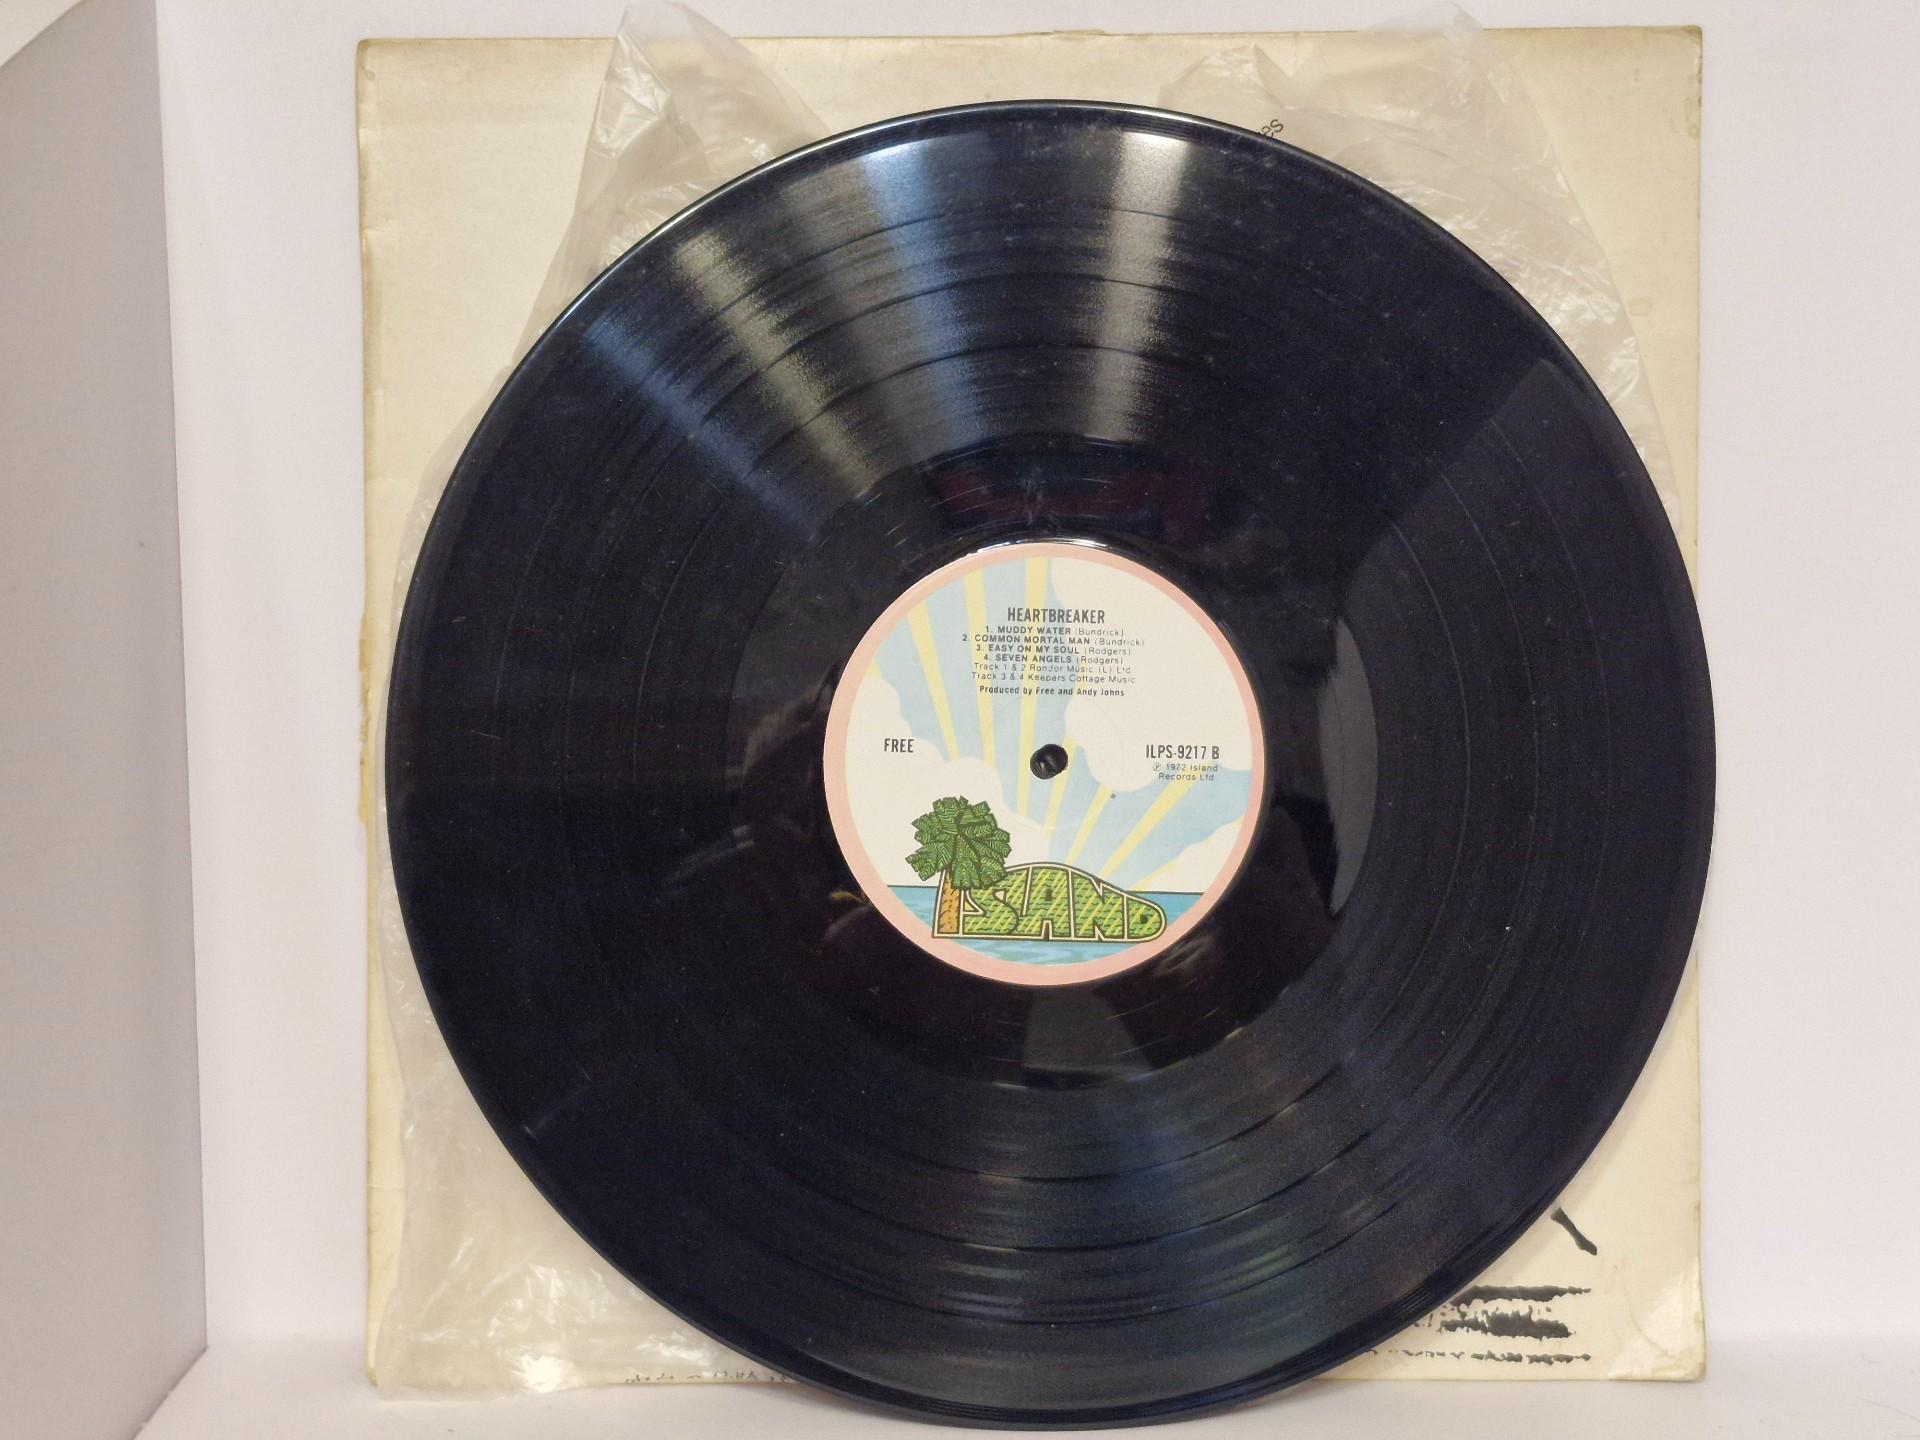 es
HEARTBREAKER
1. MUDDY WATER (Bundrick)
2. COMMON MORTAL MAN (Bundrick)
3. EASY ON MY SOUL (Rodgers)
4. SEVEN ANGELS (Rodgers)
Track 1 & 2 Rondor Music (L) Ltd
Track 3 & 4 Keepers Cottage Music
Produced by Free and Andy Johns
FREE
ILPS-9217 B
Ⓟ 1972 Island
Records Ltd
ISLAND